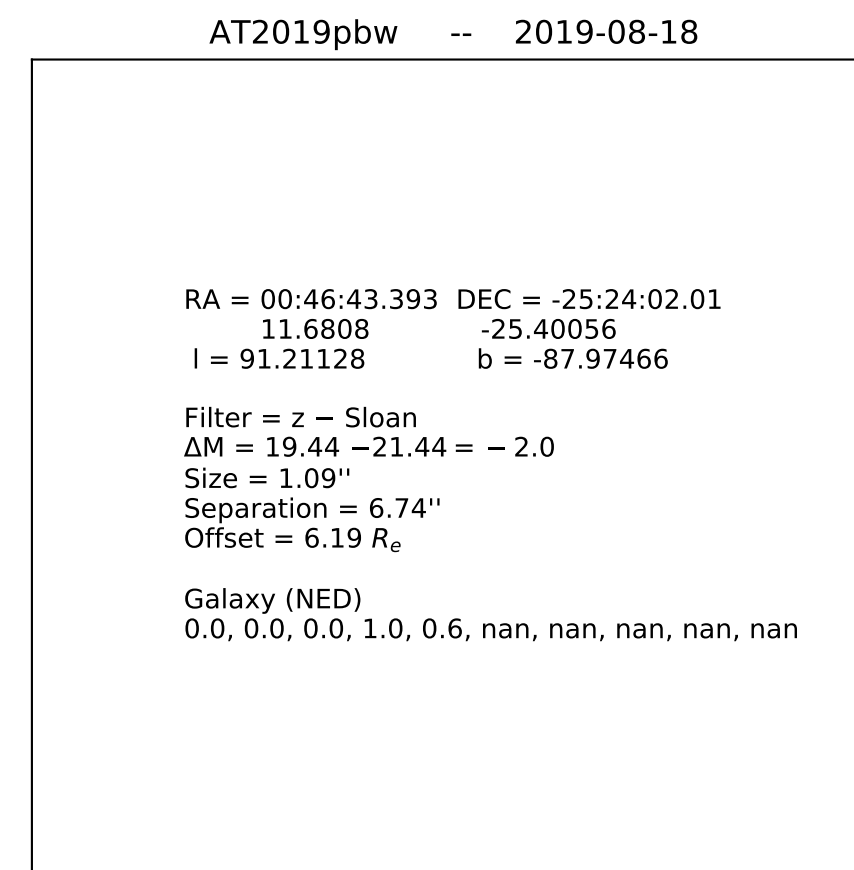 AT2019pbw -- 2019-08-18
RA = 00:46:43.393 DEC = -25:24:02.01
11.6808 -25.40056
l = 91.21128 b = -87.97466
Filter = z − Sloan
ΔM = 19.44 −21.44 = − 2.0
Size = 1.09''
Separation = 6.74''
Offset = 6.19 Re
Galaxy (NED)
0.0, 0.0, 0.0, 1.0, 0.6, nan, nan, nan, nan, nan